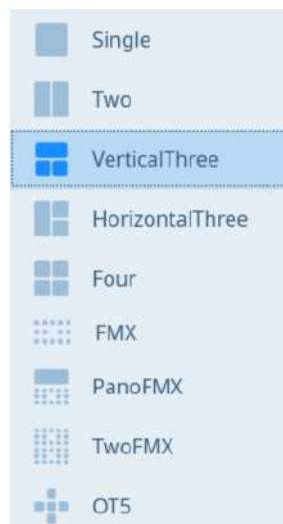 Single
Two
VerticalThree
HorizontalThree
Four
FMX
PanoFMX
TwoFMX
OT5